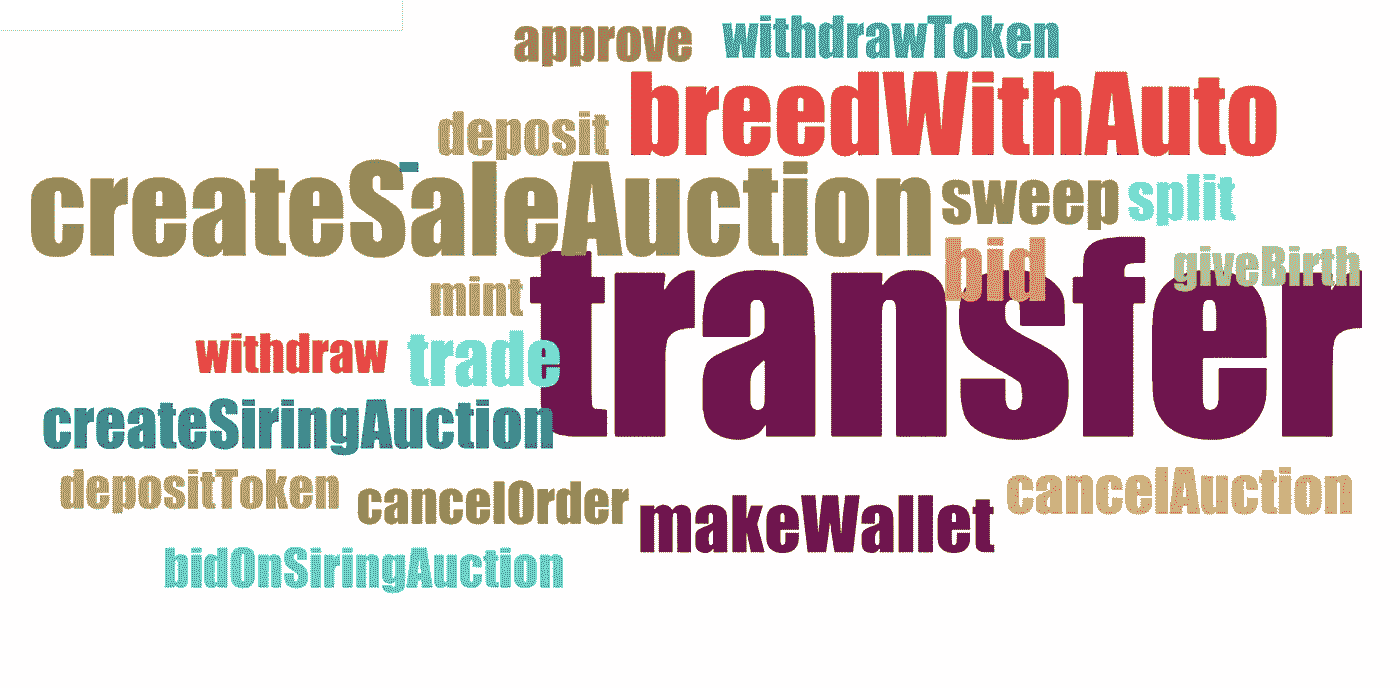 approve withdrawToken
deposit breedWithAuto
createSaleAuction sweep split
bid giveBirth
mint transfer
withdraw trade
createSiringAuction
depositToken cancelOrder makeWallet cancelAuction
bidOnSiringAuction